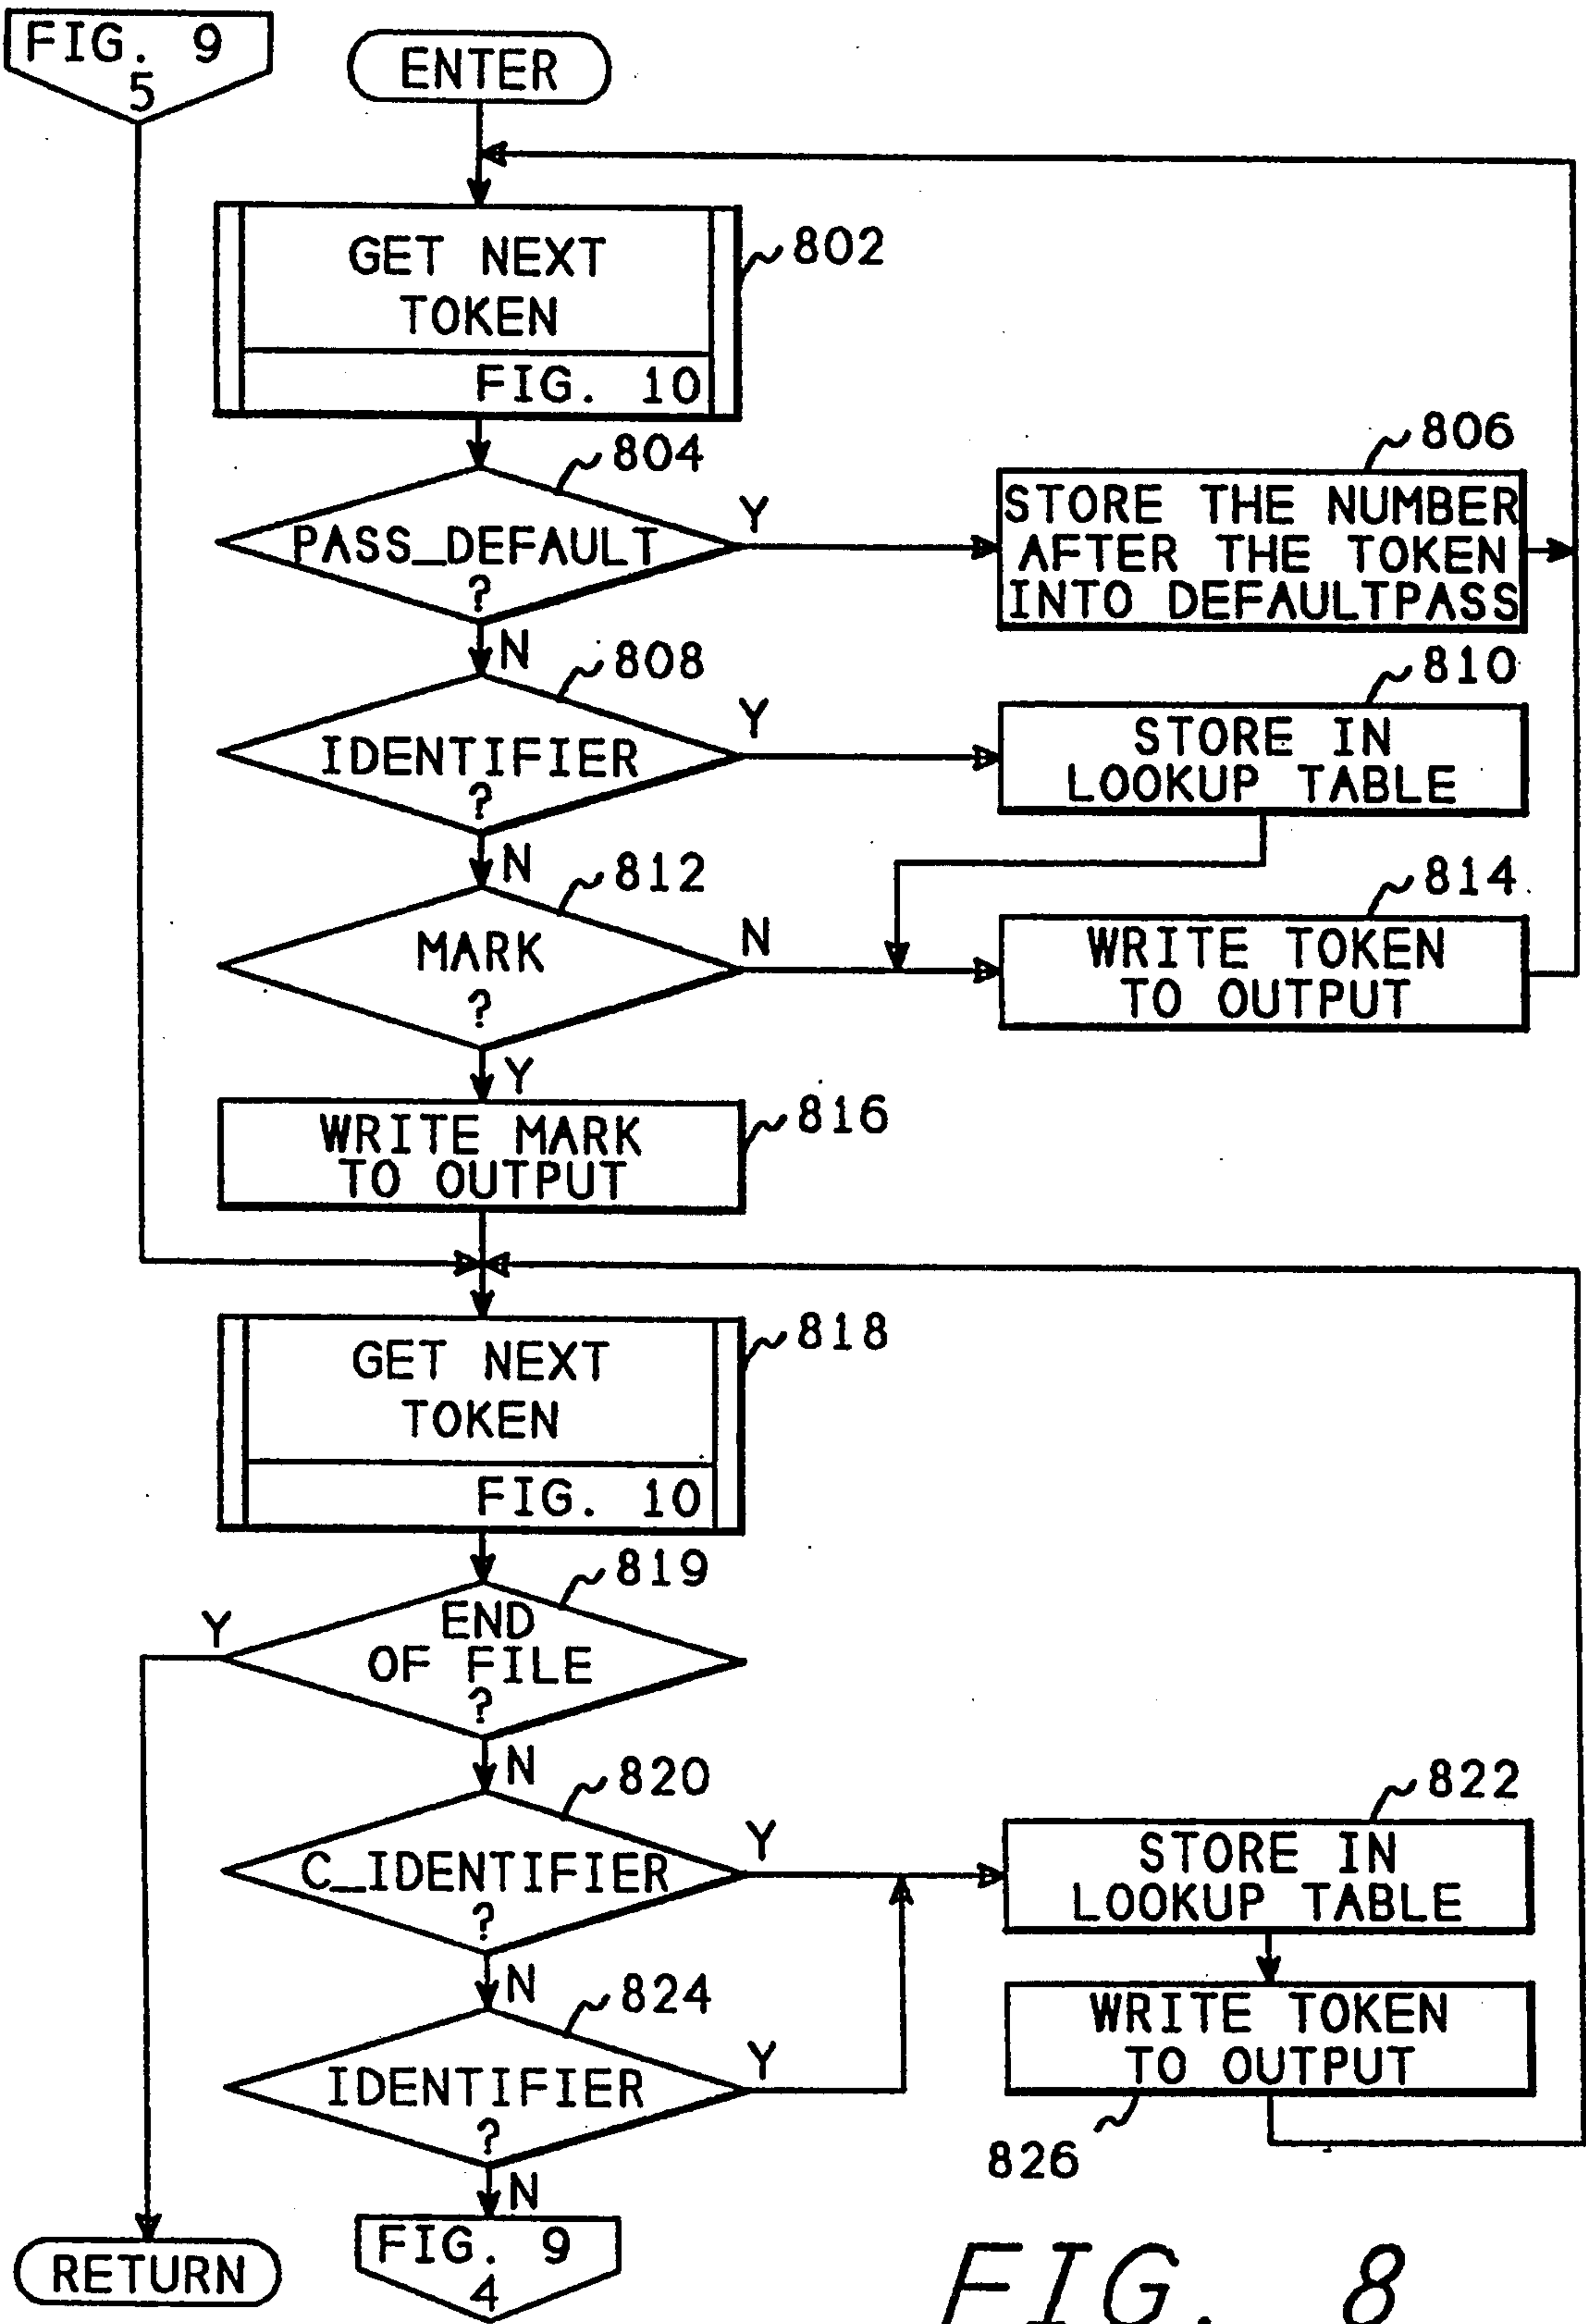 FIG. 9
5
ENTER
GET NEXT
TOKEN
802
FIG. 10
804
PASS_DEFAULT
?
Y
806
STORE THE NUMBER
AFTER THE TOKEN
INTO DEFAULTPASS
N
808
IDENTIFIER
?
Y
810
STORE IN
LOOKUP TABLE
N
812
MARK
?
N
814
WRITE TOKEN
TO OUTPUT
Y
816
WRITE MARK
TO OUTPUT
GET NEXT
TOKEN
818
FIG. 10
819
END
OF FILE
?
Y
N
820
C_IDENTIFIER
?
Y
822
STORE IN
LOOKUP TABLE
N
824
IDENTIFIER
?
Y
WRITE TOKEN
TO OUTPUT
826
N
RETURN
FIG. 9
4
FIG. 8